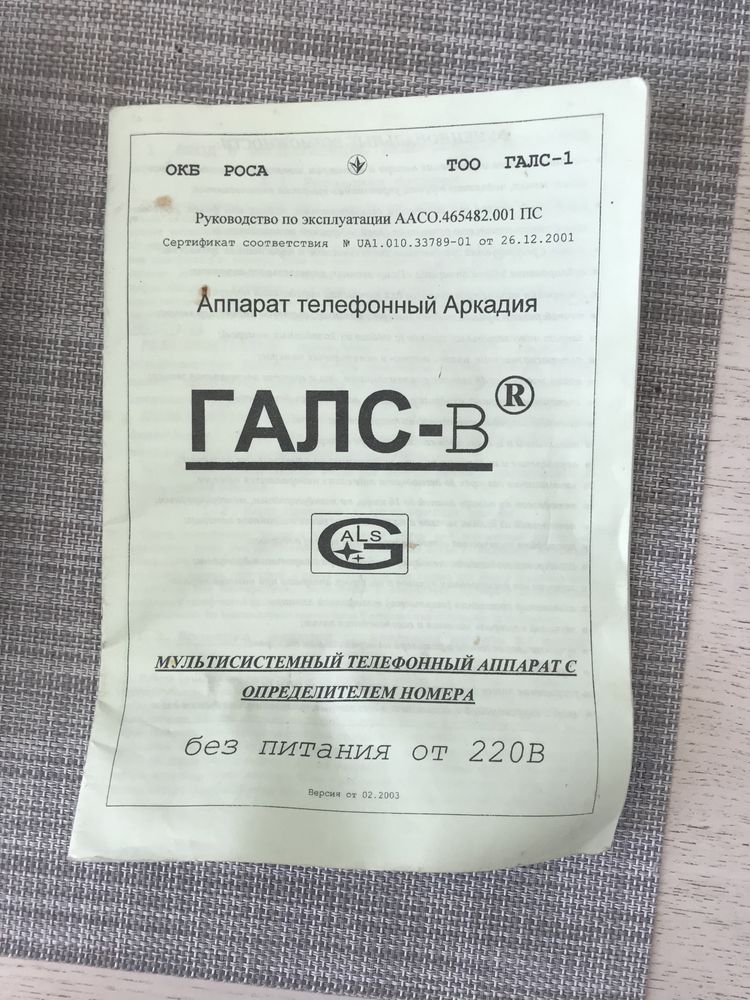 ОКБ РОСА ТОО ГАЛС-1
Руководство по эксплуатации ААСО.465482.001 ПС
Сертификат соответствия № UA1.010.33789-01 от 26.12.2001
Аппарат телефонный Аркадия
ГАЛС-В®
GALS
МУЛЬТИСИСТЕМНЫЙ ТЕЛЕФОННЫЙ АППАРАТ С
ОПРЕДЕЛИТЕЛЕМ НОМЕРА
без питания от 220В
Версия от 02.2003